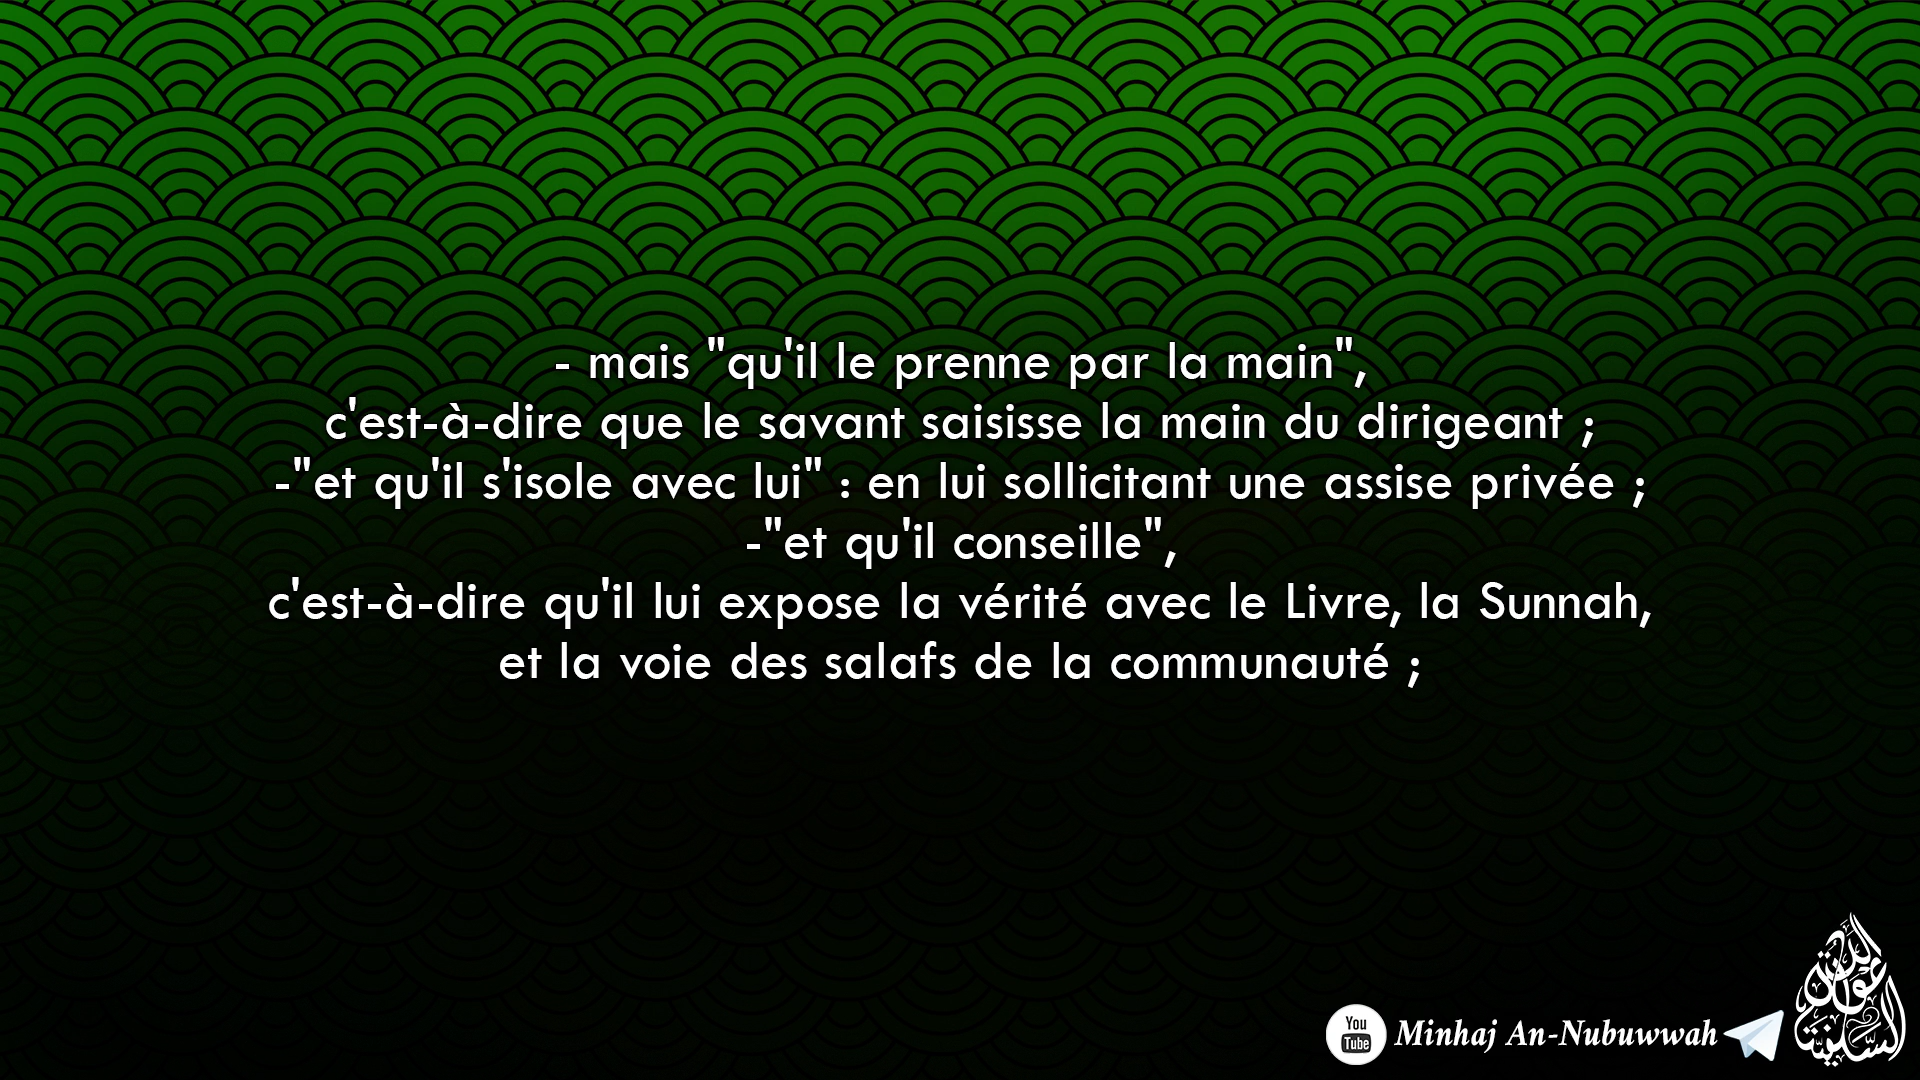 - mais "qu'il le prenne par la main",
c'est-à-dire que le savant saisisse la main du dirigeant ;
-"et qu'il s'isole avec lui" : en lui sollicitant une assise privée ;
-"et qu'il conseille",
c'est-à-dire qu'il lui expose la vérité avec le Livre, la Sunnah,
et la voie des salafs de la communauté ;
You
Tube
Minhaj An-Nubuwwah
الدعوة
السلفية